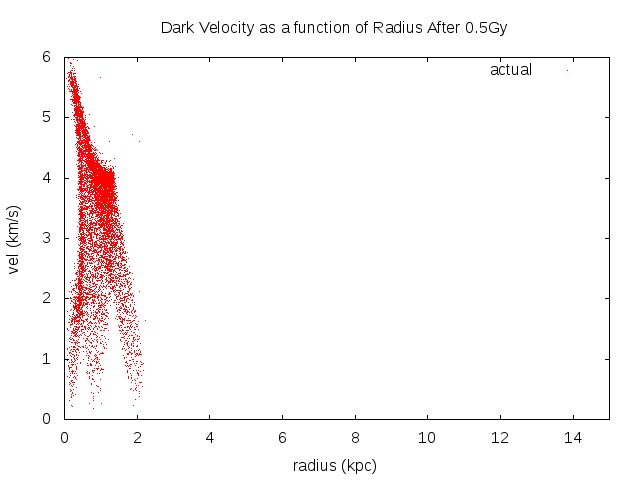 Dark Velocity as a function of Radius After 0.5Gy
actual
6
5
4
3
2
1
0
vel (km/s)
0 2 4 6 8 10 12 14
radius (kpc)